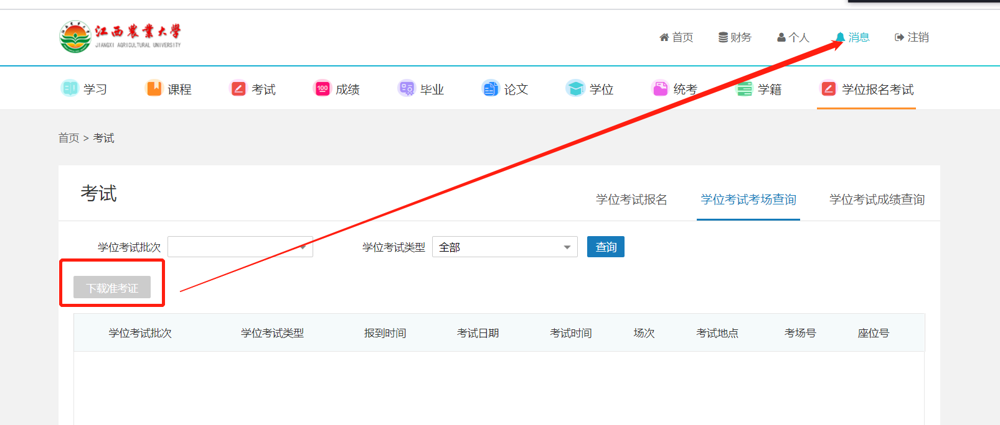 江西农業大學
JIANGXI AGRICULTURAL UNIVERSITY
首页 财务 个人 消息 注销
学习 课程 考试 100 成绩 毕业 论文 学位 统考 学籍 学位报名考试
首页 > 考试
考试
学位考试报名 学位考试考场查询 学位考试成绩查询
学位考试批次 学位考试类型 全部 查询
下载准考证
学位考试批次 学位考试类型 报到时间 考试日期 考试时间 场次 考试地点 考场号 座位号